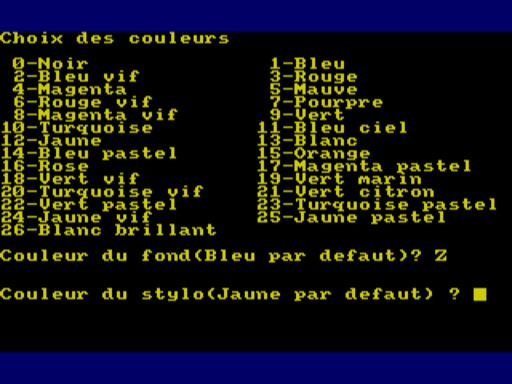 Choix des couleurs
0-Noir 1-Bleu
2-Bleu vif 3-Rouge
4-Magenta 5-Mauve
6-Rouge vif 7-Pourpre
8-Magenta vif 9-Vert
10-Turquoise 11-Bleu ciel
12-Jaune 13-Blanc
14-Bleu pastel 15-Orange
16-Rose 17-Magenta pastel
18-Vert vif 19-Vert marin
20-Turquoise vif 21-Vert citron
22-Vert pastel 23-Turquoise pastel
24-Jaune vif 25-Jaune pastel
26-Blanc brillant
Couleur du fond(Bleu par defaut)? Z
Couleur du stylo(Jaune par defaut) ?